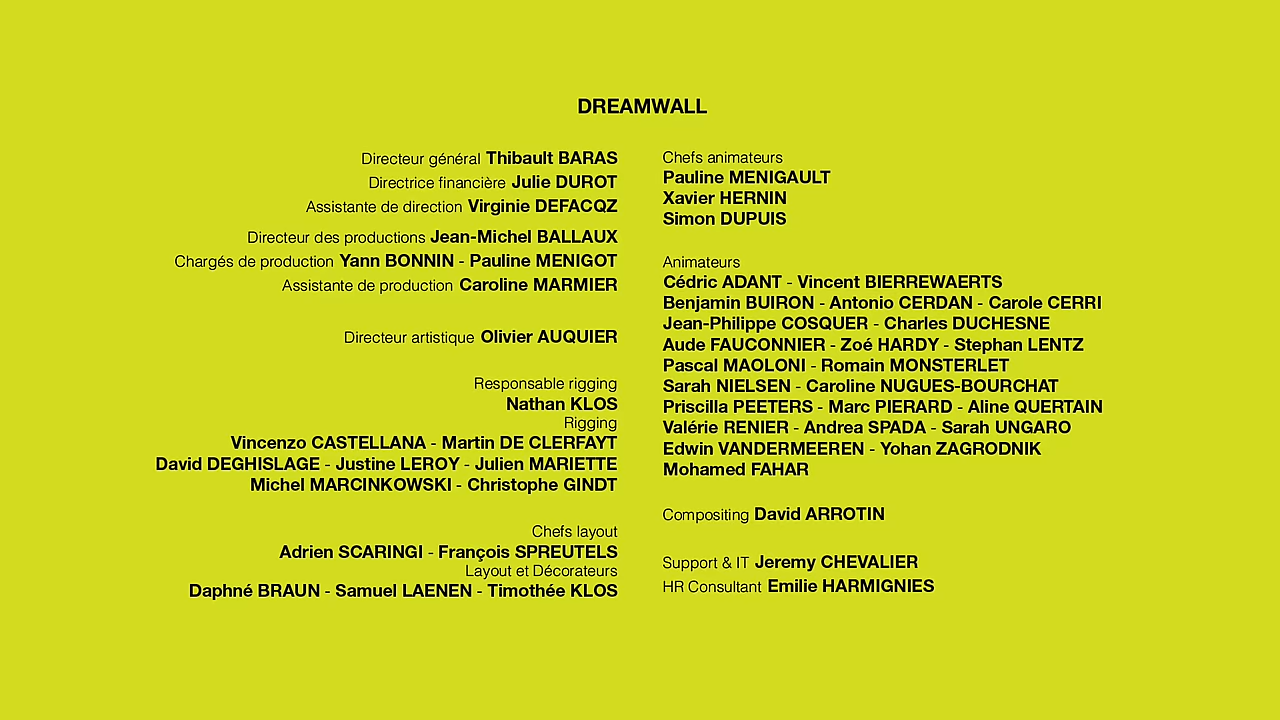 DREAMWALL
Directeur général Thibault BARAS
Directrice financière Julie DUROT
Assistante de direction Virginie DEFACQZ
Directeur des productions Jean-Michel BALLAUX
Chargés de production Yann BONNIN - Pauline MENIGOT
Assistante de production Caroline MARMIER
Directeur artistique Olivier AUQUIER
Responsable rigging
Nathan KLOS
Rigging
Vincenzo CASTELLANA - Martin DE CLERFAYT
David DEGHISLAGE - Justine LEROY - Julien MARIETTE
Michel MARCINKOWSKI - Christophe GINDT
Chefs layout
Adrien SCARINGI - François SPREUTELS
Layout et Décorateurs
Daphné BRAUN - Samuel LAENEN - Timothée KLOS
Chefs animateurs
Pauline MENIGAULT
Xavier HERNIN
Simon DUPUIS
Animateurs
Cédric ADANT - Vincent BIERREWAERTS
Benjamin BUIRON - Antonio CERDAN - Carole CERRI
Jean-Philippe COSQUER - Charles DUCHESNE
Aude FAUCONNIER - Zoé HARDY - Stephan LENTZ
Pascal MAOLONI - Romain MONSTERLET
Sarah NIELSEN - Caroline NUGUES-BOURCHAT
Priscilla PEETERS - Marc PIERARD - Aline QUERTAIN
Valérie RENIER - Andrea SPADA - Sarah UNGARO
Edwin VANDERMEEREN - Yohan ZAGRODNIK
Mohamed FAHAR
Compositing David ARROTIN
Support & IT Jeremy CHEVALIER
HR Consultant Emilie HARMIGNIES